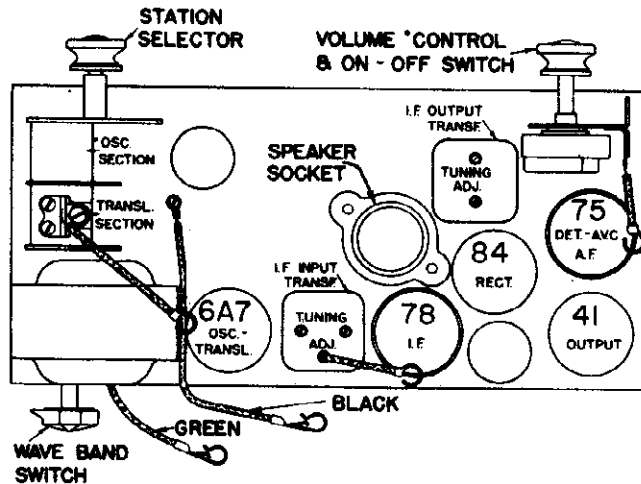 STATION
SELECTOR
VOLUME CONTROL
& ON - OFF SWITCH
I.F. OUTPUT
TRANSF.
OSC.
SECTION
SPEAKER
SOCKET
TUNING
ADJ.
TRANSL.
SECTION
75
DET.-AVC
A.F.
84
RECT.
I.F. INPUT
TRANSF.
6A7
OSC.-
TRANSL.
TUNING
ADJ.
78
I.F.
41
OUTPUT
BLACK
GREEN
WAVE BAND
SWITCH